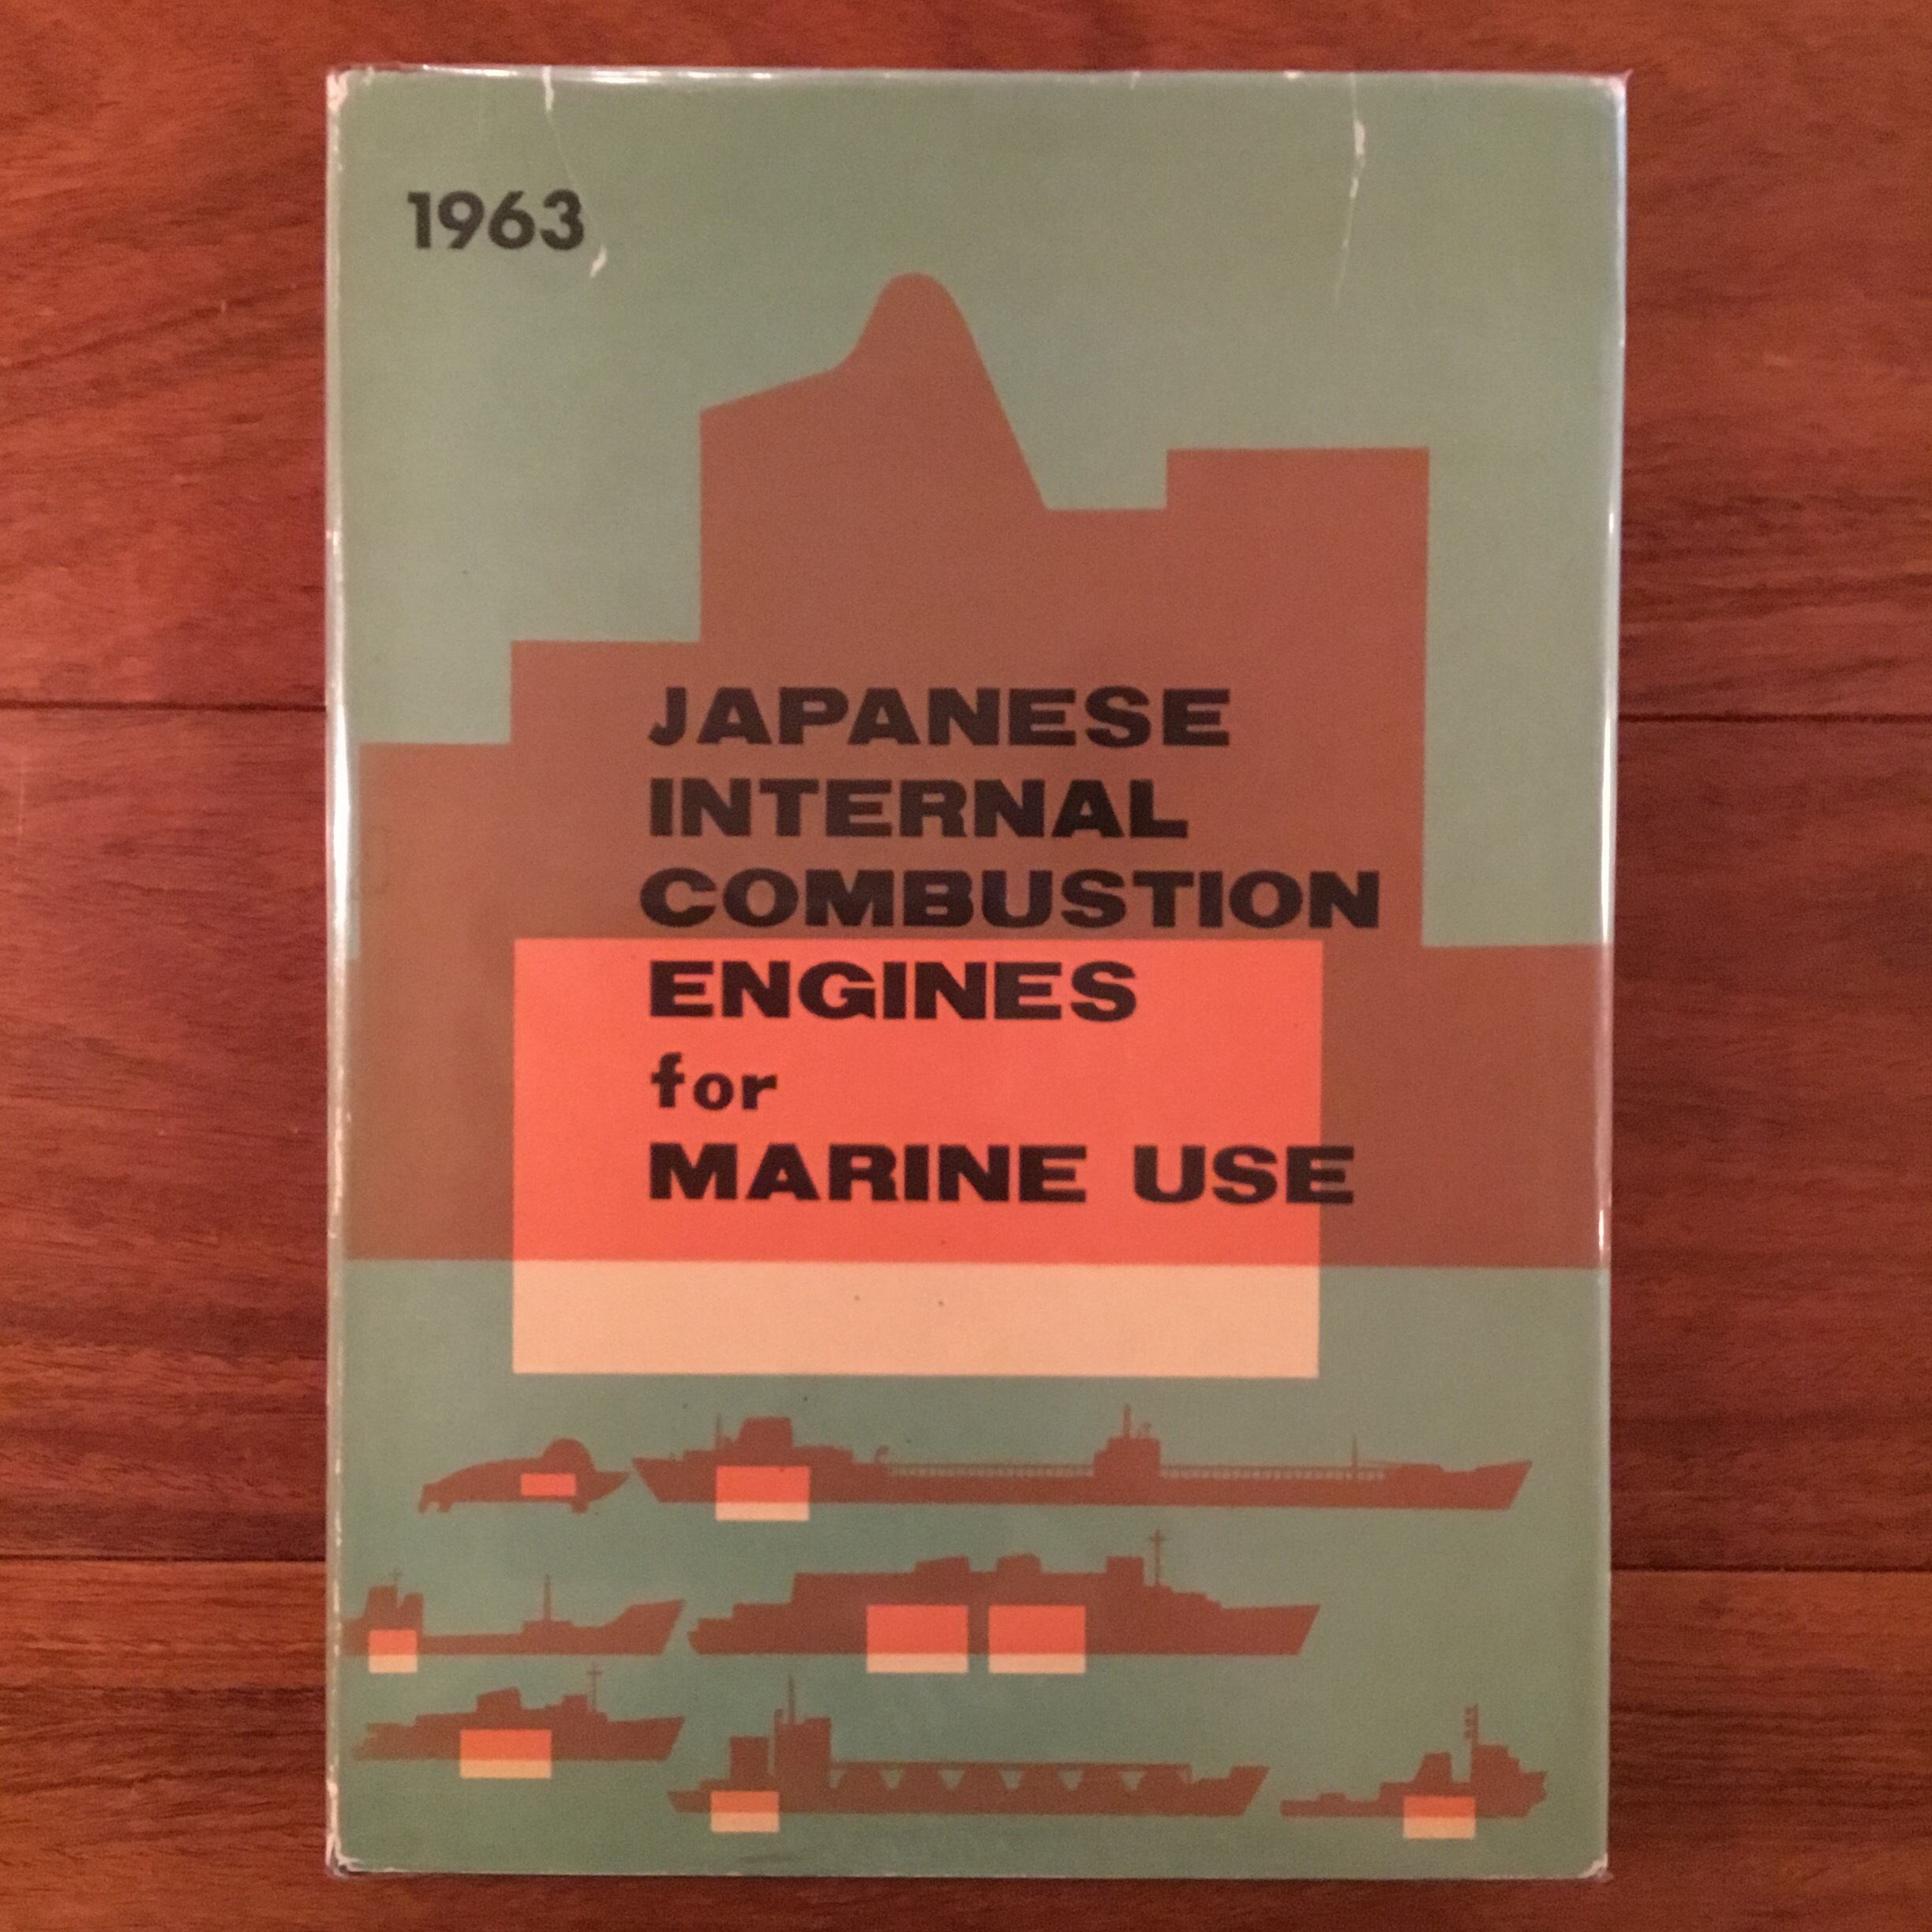 1963
JAPANESE
INTERNAL
COMBUSTION
ENGINES
for
MARINE USE